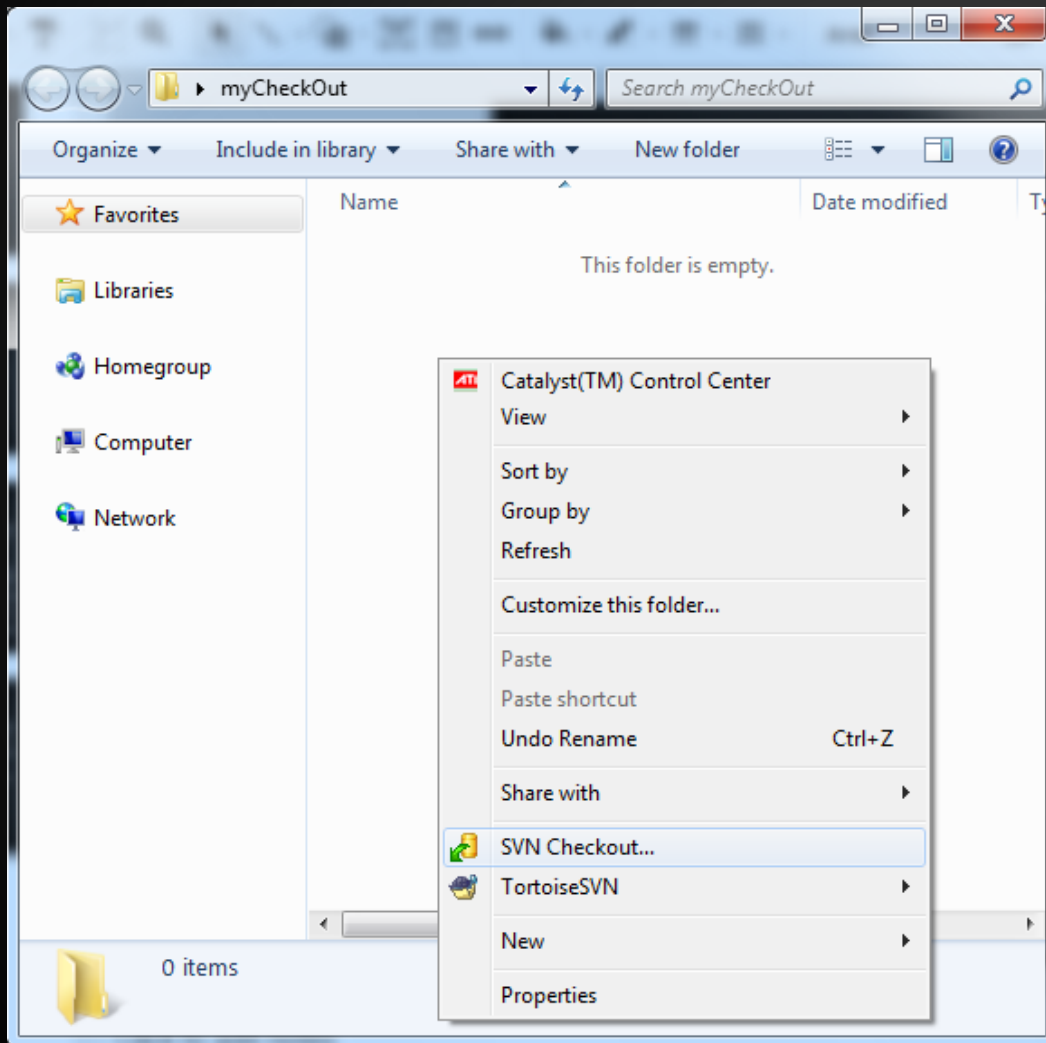 myCheckOut
Search myCheckOut
Organize
Include in library
Share with
New folder
Favorites
Libraries
Homegroup
Computer
Network
Name
Date modified
This folder is empty.
ATI
Catalyst(TM) Control Center
View
Sort by
Group by
Refresh
Customize this folder...
Paste
Paste shortcut
Undo Rename Ctrl+Z
Share with
SVN Checkout...
TortoiseSVN
New
Properties
0 items